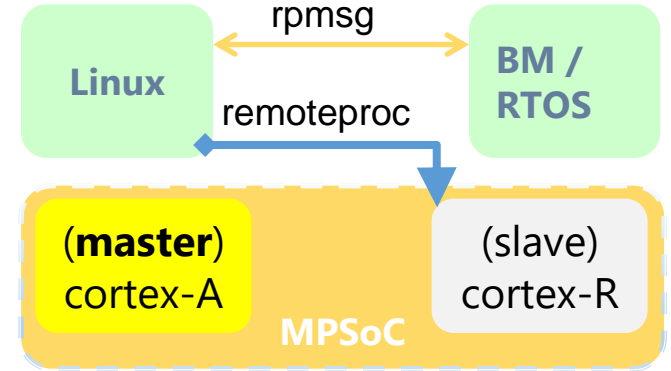 rpmsg
Linux
BM /
RTOS
remoteproc
(master)
cortex-A
(slave)
cortex-R
MPSoC